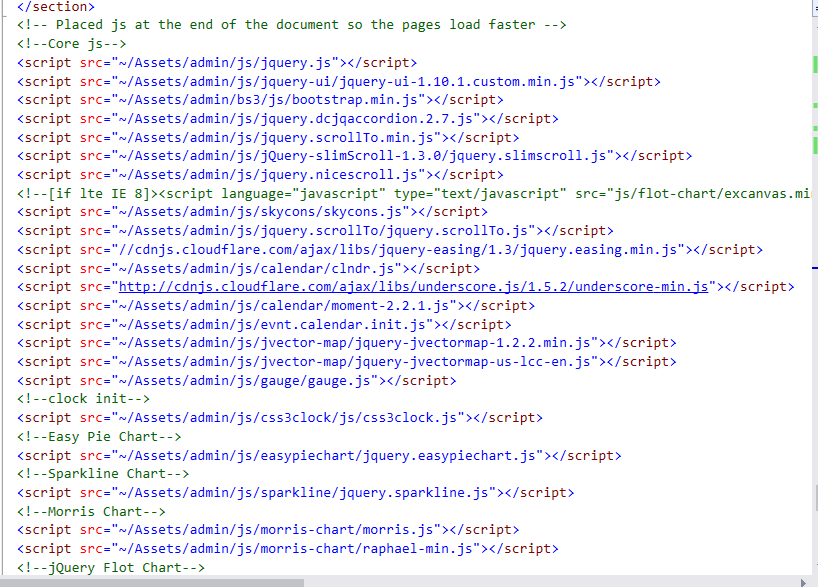 </section>
<!-- Placed js at the end of the document so the pages load faster -->
<!--Core js-->
<script src="~/Assets/admin/js/jquery.js"></script>
<script src="~/Assets/admin/js/jquery-ui/jquery-ui-1.10.1.custom.min.js"></script>
<script src="~/Assets/admin/bs3/js/bootstrap.min.js"></script>
<script src="~/Assets/admin/js/jquery.dcjqaccordion.2.7.js"></script>
<script src="~/Assets/admin/js/jquery.scrollTo.min.js"></script>
<script src="~/Assets/admin/js/jQuery-slimScroll-1.3.0/jquery.slimscroll.js"></script>
<script src="~/Assets/admin/js/jquery.nicescroll.js"></script>
<!--[if lte IE 8]><script language="javascript" type="text/javascript" src="js/flot-chart/excanvas.mi
<script src="~/Assets/admin/js/skycons/skycons.js"></script>
<script src="~/Assets/admin/js/jquery.scrollTo/jquery.scrollTo.js"></script>
<script src="//cdnjs.cloudflare.com/ajax/libs/jquery-easing/1.3/jquery.easing.min.js"></script>
<script src="~/Assets/admin/js/calendar/clndr.js"></script>
<script src="http://cdnjs.cloudflare.com/ajax/libs/underscore.js/1.5.2/underscore-min.js"></script>
<script src="~/Assets/admin/js/calendar/moment-2.2.1.js"></script>
<script src="~/Assets/admin/js/evnt.calendar.init.js"></script>
<script src="~/Assets/admin/js/jvector-map/jquery-jvectormap-1.2.2.min.js"></script>
<script src="~/Assets/admin/js/jvector-map/jquery-jvectormap-us-lcc-en.js"></script>
<script src="~/Assets/admin/js/gauge/gauge.js"></script>
<!--clock init-->
<script src="~/Assets/admin/js/css3clock/js/css3clock.js"></script>
<!--Easy Pie Chart-->
<script src="~/Assets/admin/js/easypiechart/jquery.easypiechart.js"></script>
<!--Sparkline Chart-->
<script src="~/Assets/admin/js/sparkline/jquery.sparkline.js"></script>
<!--Morris Chart-->
<script src="~/Assets/admin/js/morris-chart/morris.js"></script>
<script src="~/Assets/admin/js/morris-chart/raphael-min.js"></script>
<!--jQuery Flot Chart-->